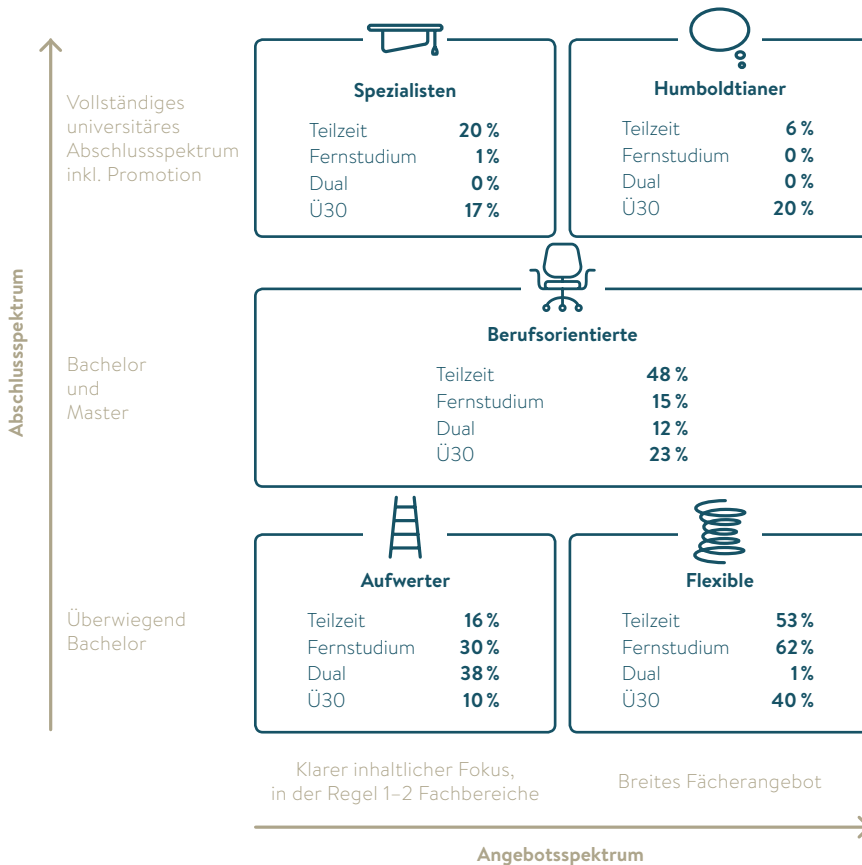 Abschlussspektrum
Vollständiges
universitäres
Abschlussspektrum
inkl. Promotion
Spezialisten
Teilzeit 20 %
Fernstudium 1 %
Dual 0 %
Ü30 17 %
Humboldtianer
Teilzeit 6 %
Fernstudium 0 %
Dual 0 %
Ü30 20 %
Bachelor
und
Master
Berufsorientierte
Teilzeit 48 %
Fernstudium 15 %
Dual 12 %
Ü30 23 %
Überwiegend
Bachelor
Aufwerter
Teilzeit 16 %
Fernstudium 30 %
Dual 38 %
Ü30 10 %
Flexible
Teilzeit 53 %
Fernstudium 62 %
Dual 1 %
Ü30 40 %
Klarer inhaltlicher Fokus,
in der Regel 1–2 Fachbereiche
Breites Fächerangebot
Angebotsspektrum